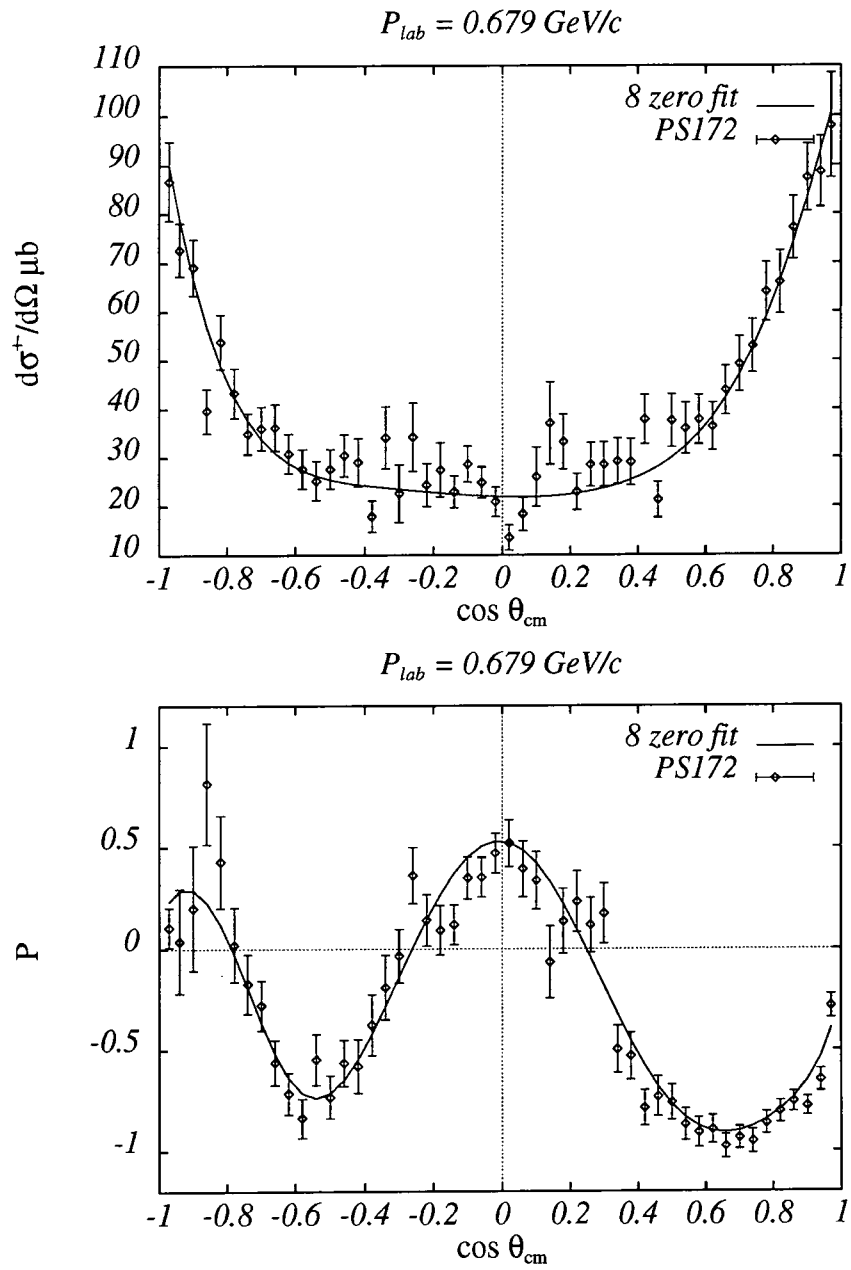 P_lab = 0.679 GeV/c
110
100
90
80
70
60
50
40
30
20
10
dσ⁺/dΩ μb
8 zero fit
PS172
-1 -0.8 -0.6 -0.4 -0.2 0 0.2 0.4 0.6 0.8 1
cos θ_cm
P_lab = 0.679 GeV/c
1
0.5
0
-0.5
-1
P
8 zero fit
PS172
-1 -0.8 -0.6 -0.4 -0.2 0 0.2 0.4 0.6 0.8 1
cos θ_cm